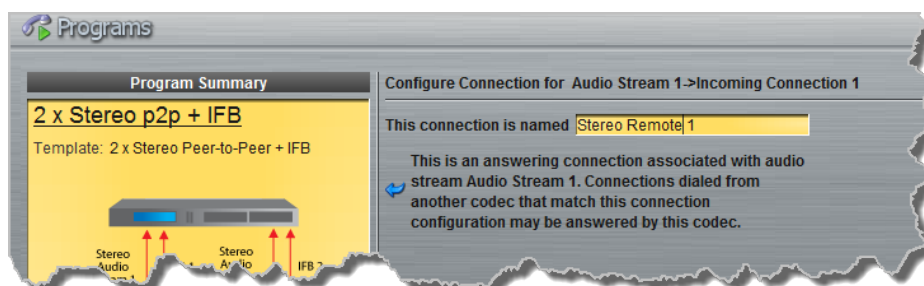 Programs
Program Summary
2 x Stereo p2p + IFB
Template: 2 x Stereo Peer-to-Peer + IFB
Stereo
Audio
Stereo
Audio
IFB 2
Configure Connection for Audio Stream 1->Incoming Connection 1
This connection is named Stereo Remote 1
This is an answering connection associated with audio
stream Audio Stream 1. Connections dialed from
another codec that match this connection
configuration may be answered by this codec.